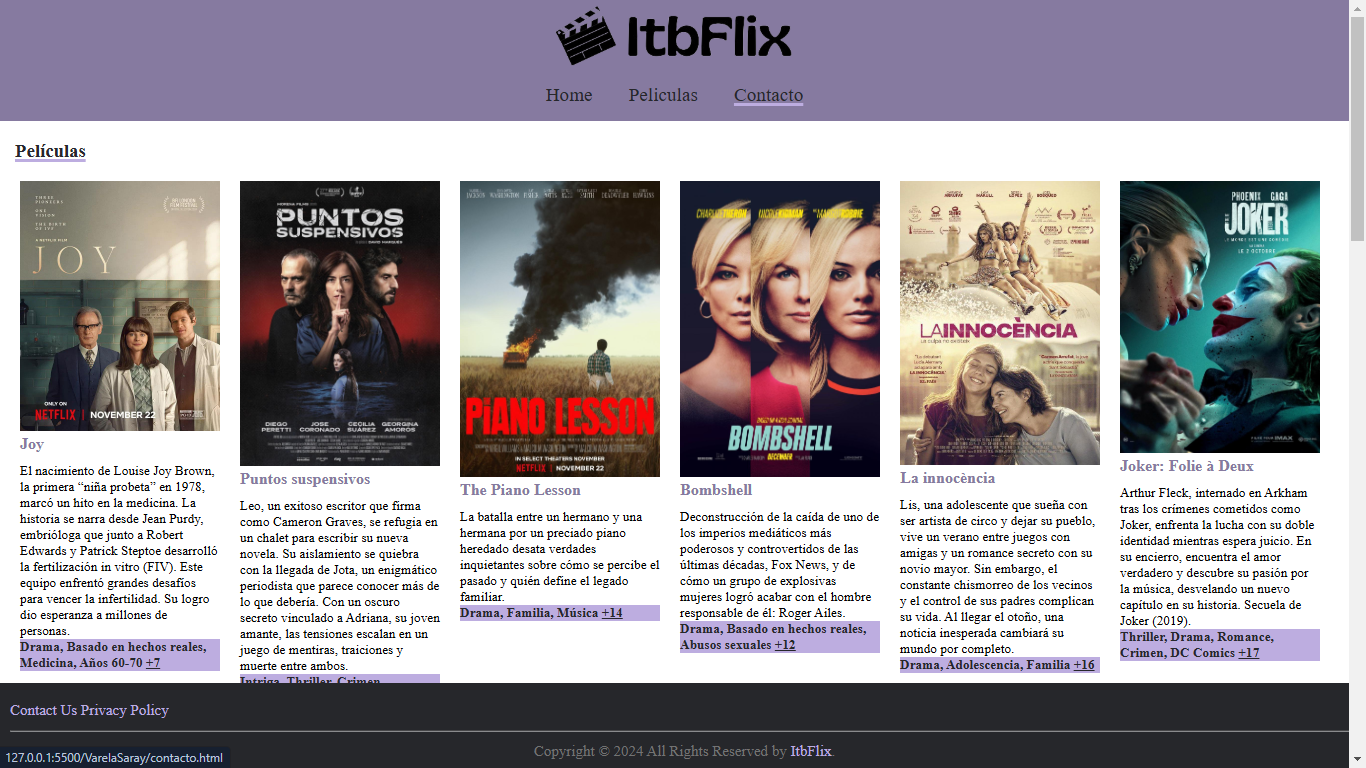 ItbFlix
Home Peliculas Contacto
Películas
THREE
PIONEERS
ONE
VISION
THE BIRTH
OF IVF
A NETFLIX FILM
JOY
ONLY ON
NETFLIX | NOVEMBER 22
Joy
El nacimiento de Louise Joy Brown,
la primera “niña probeta” en 1978,
marcó un hito en la medicina. La
historia se narra desde Jean Purdy,
embrióloga que junto a Robert
Edwards y Patrick Steptoe desarrolló
la fertilización in vitro (FIV). Este
equipo enfrentó grandes desafíos
para vencer la infertilidad. Su logro
dio esperanza a millones de
personas.
Drama, Basado en hechos reales,
Medicina, Años 60-70 +7
PUNTOS
SUSPENSIVOS
DIEGO JOSE CECILIA GEORGINA
PERETTI CORONADO SUÁREZ AMOROS
Puntos suspensivos
Leo, un exitoso escritor que firma
como Cameron Graves, se refugia en
un chalet para escribir su nueva
novela. Su aislamiento se quiebra
con la llegada de Jota, un enigmático
periodista que parece conocer más de
lo que debería. Con un oscuro
secreto vinculado a Adriana, su joven
amante, las tensiones escalan en un
juego de mentiras, traiciones y
muerte entre ambos.
Intriga, Thriller, Crimen
PIANO LESSON
IN SELECT THEATERS NOVEMBER
NETFLIX | NOVEMBER 22
The Piano Lesson
La batalla entre un hermano y una
hermana por un preciado piano
heredado desata verdades
inquietantes sobre cómo se percibe el
pasado y quién define el legado
familiar.
Drama, Familia, Música +14
BOMBSHELL
DECEMBER
Bombshell
Deconstrucción de la caída de uno de
los imperios mediáticos más
poderosos y controvertidos de las
últimas décadas, Fox News, y de
cómo un grupo de explosivas
mujeres logró acabar con el hombre
responsable de él: Roger Ailes.
Drama, Basado en hechos reales,
Abusos sexuales +12
LAINNOCÈNCIA
La innocència
Lis, una adolescente que sueña con
ser artista de circo y dejar su pueblo,
vive un verano entre juegos con
amigas y un romance secreto con su
novio mayor. Sin embargo, el
constante chismorreo de los vecinos
y el control de sus padres complican
su vida. Al llegar el otoño, una
noticia inesperada cambiará su
mundo por completo.
Drama, Adolescencia, Familia +16
PHOENIX GAGA
JOKER
LE 2 OCTOBRE
IMAX
Joker: Folie à Deux
Arthur Fleck, internado en Arkham
tras los crímenes cometidos como
Joker, enfrenta la lucha con su doble
identidad mientras espera juicio. En
su encierro, encuentra el amor
verdadero y descubre su pasión por
la música, desvelando un nuevo
capítulo en su historia. Secuela de
Joker (2019).
Thriller, Drama, Romance,
Crimen, DC Comics +17
Contact Us Privacy Policy
Copyright © 2024 All Rights Reserved by ItbFlix.
127.0.0.1:5500/VarelaSaray/contacto.html